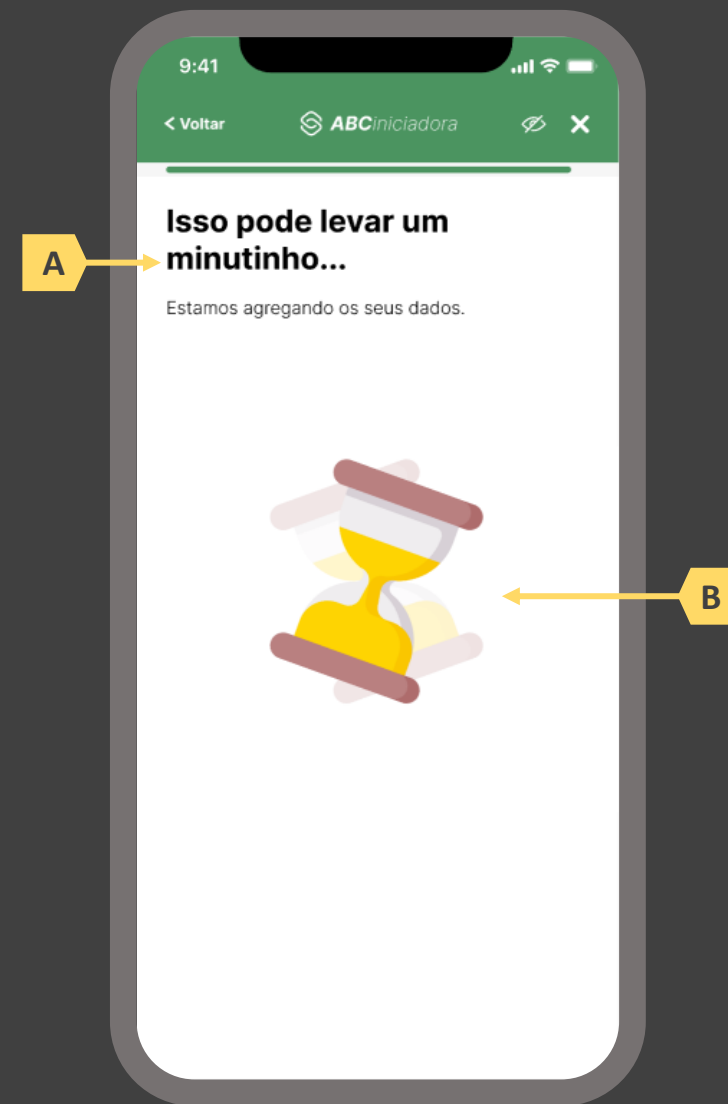 9:41
< Voltar ABCiniciadora
Isso pode levar um
minutinho...
A
Estamos agregando os seus dados.
B